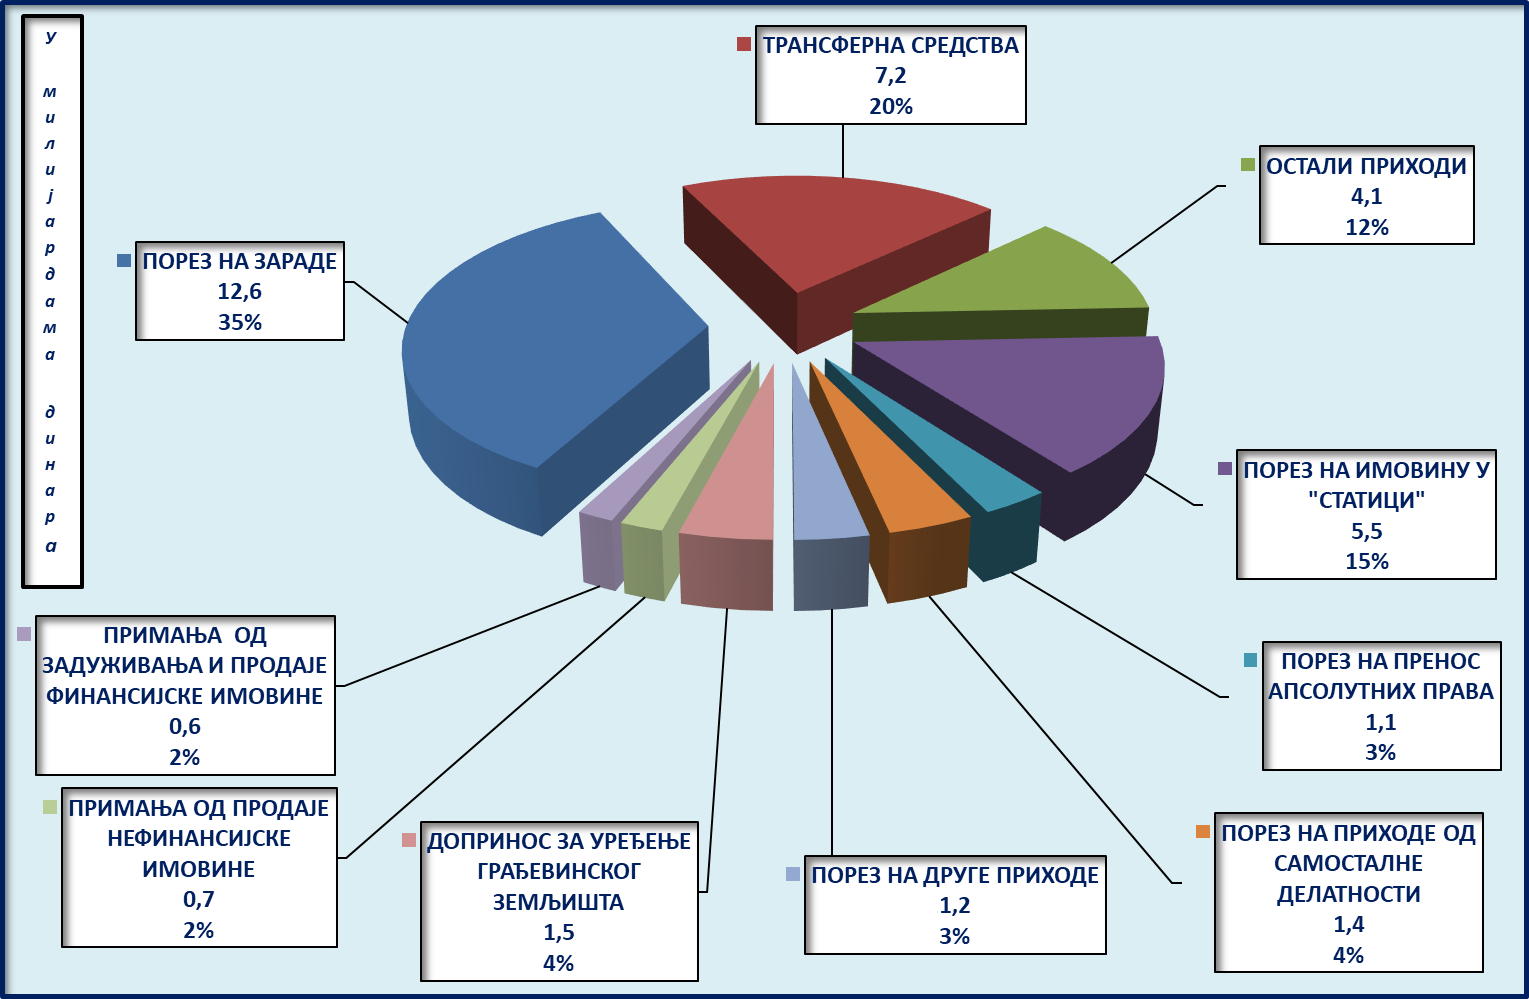 У милијардама динара
ТРАНСФЕРНА СРЕДСТВА
7,2
20%
ОСТАЛИ ПРИХОДИ
4,1
12%
ПОРЕЗ НА ЗАРАДЕ
12,6
35%
ПОРЕЗ НА ИМОВИНУ У
"СТАТИЦИ"
5,5
15%
ПРИМАЊА ОД
ЗАДУЖИВАЊА И ПРОДАЈЕ
ФИНАНСИЈСКЕ ИМОВИНЕ
0,6
2%
ПОРЕЗ НА ПРЕНОС
АПСОЛУТНИХ ПРАВА
1,1
3%
ПРИМАЊА ОД ПРОДАЈЕ
НЕФИНАНСИЈСКЕ
ИМОВИНЕ
0,7
2%
ДОПРИНОС ЗА УРЕЂЕЊЕ
ГРАЂЕВИНСКОГ
ЗЕМЉИШТА
1,5
4%
ПОРЕЗ НА ДРУГЕ ПРИХОДЕ
1,2
3%
ПОРЕЗ НА ПРИХОДЕ ОД
САМОСТАЛНЕ
ДЕЛАТНОСТИ
1,4
4%